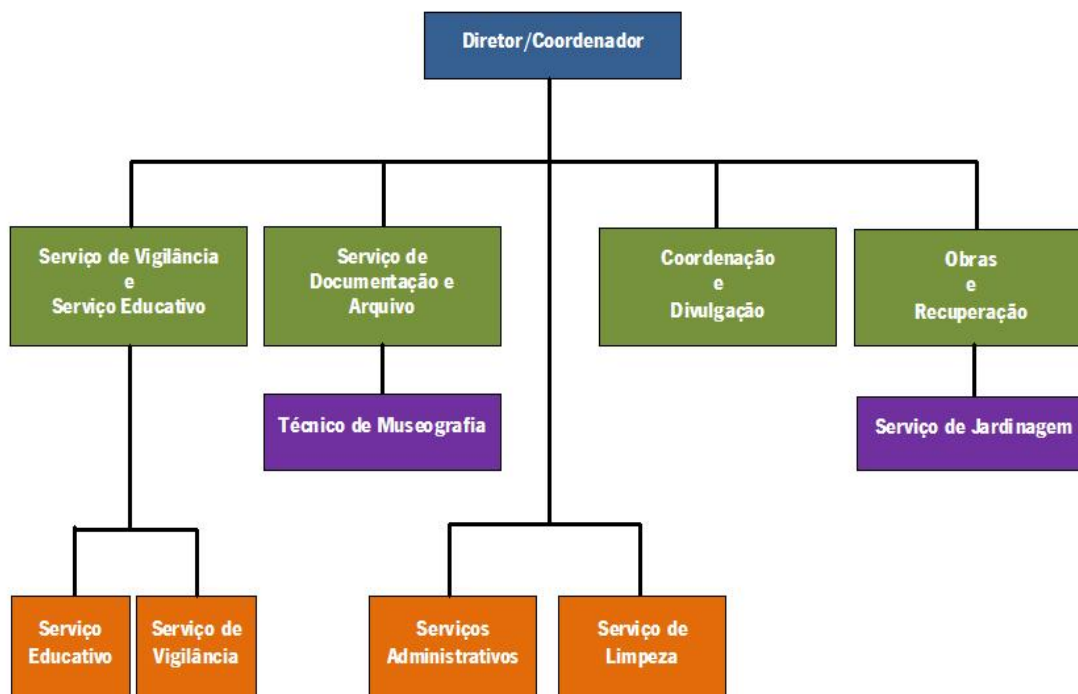 Diretor/Coordenador
Serviço de Vigilância
e
Serviço Educativo
Serviço de
Documentação e
Arquivo
Coordenação
e
Divulgação
Obras
e
Recuperação
Técnico de Museografia
Serviço de Jardinagem
Serviço
Educativo
Serviço de
Vigilância
Serviços
Administrativos
Serviço de
Limpeza